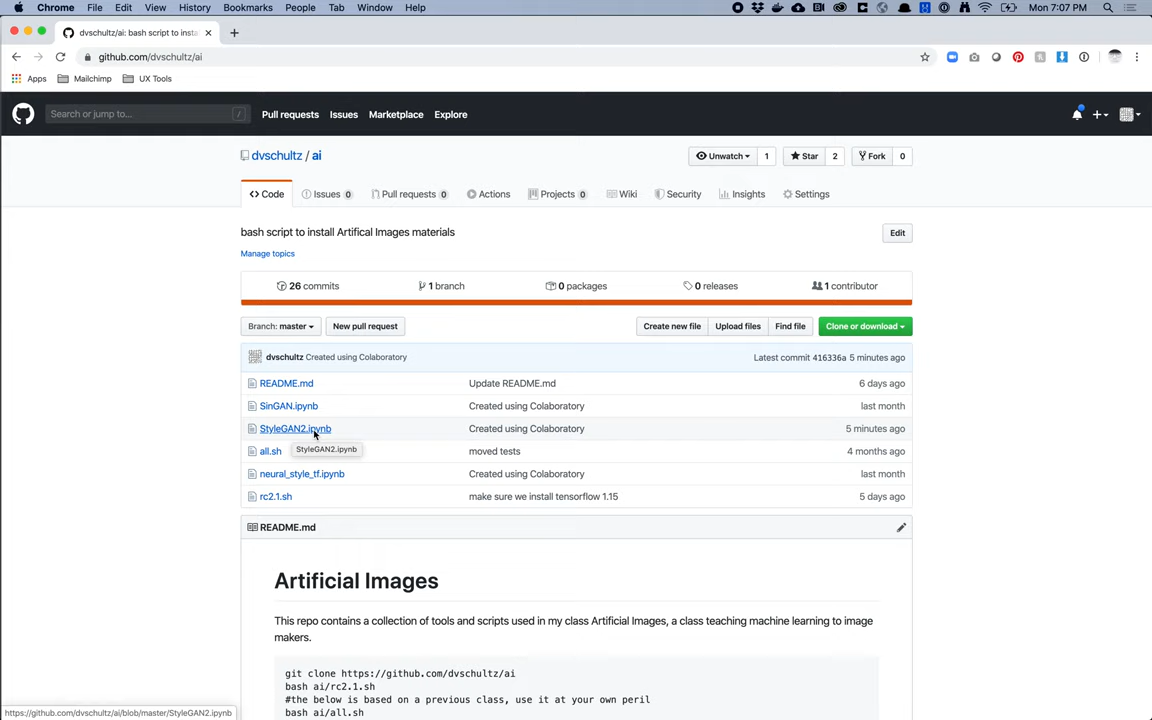 Chrome File Edit View History Bookmarks People Tab Window Help Mon 7:07 PM
dvschultz/ai: bash script to insta
github.com/dvschultz/ai
Apps Mailchimp UX Tools
Search or jump to... / Pull requests Issues Marketplace Explore
dvschultz / ai Unwatch 1 Star 2 Fork 0
Code Issues 0 Pull requests 0 Actions Projects 0 Wiki Security Insights Settings
bash script to install Artifical Images materials Edit
Manage topics
26 commits 1 branch 0 packages 0 releases 1 contributor
Branch: master New pull request Create new file Upload files Find file Clone or download
dvschultz Created using Colaboratory Latest commit 416336a 5 minutes ago
README.md Update README.md 6 days ago
SinGAN.ipynb Created using Colaboratory last month
StyleGAN2.ipynb Created using Colaboratory 5 minutes ago
StyleGAN2.ipynb
all.sh moved tests 4 months ago
neural_style_tf.ipynb Created using Colaboratory last month
rc2.1.sh make sure we install tensorflow 1.15 5 days ago
README.md
Artificial Images
This repo contains a collection of tools and scripts used in my class Artificial Images, a class teaching machine learning to image
makers.
git clone https://github.com/dvschultz/ai
bash ai/rc2.1.sh
#the below is based on a previous class, use it at your own peril
bash ai/all.sh
https://github.com/dvschultz/ai/blob/master/StyleGAN2.ipynb